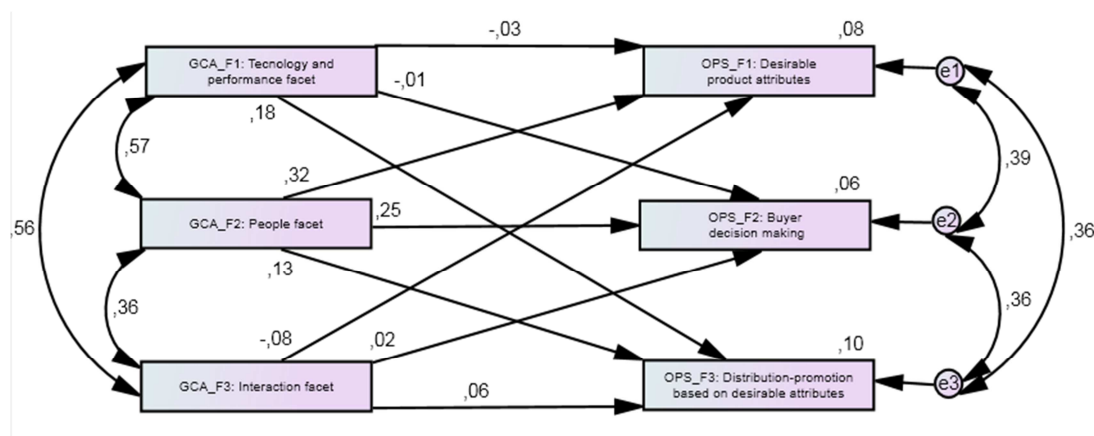 -,03
,08
GCA_F1: Tecnology and
performance facet
OPS_F1: Desirable
product attributes
e1
-,01
,18
,57
,39
,32
,06
,25
GCA_F2: People facet
OPS_F2: Buyer
decision making
e2
,56
,36
,13
,36
,36
-,08
,02
,10
GCA_F3: Interaction facet
OPS_F3: Distribution-promotion
based on desirable attributes
e3
,06